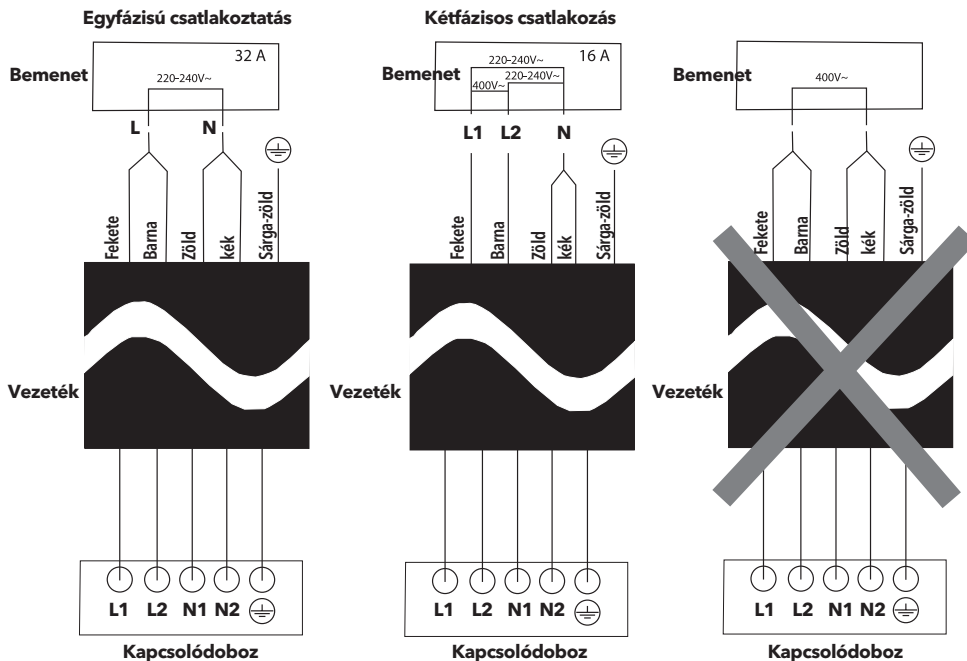 Egyfázisú csatlakoztatás
32 A
Bemenet
220–240V~
L
N
Fekete
Barna
Zöld
kék
Sárga-zöld
Vezeték
L1 L2 N1 N2
Kapcsolódoboz
Kétfázisos csatlakozás
16 A
220–240V~
Bemenet
220–240V~
400V~
L1 L2 N
Fekete
Barna
Zöld
kék
Sárga-zöld
Vezeték
L1 L2 N1 N2
Kapcsolódoboz
Bemenet
400V~
Fekete
Barna
Zöld
kék
Sárga-zöld
Vezeték
L1 L2 N1 N2
Kapcsolódoboz